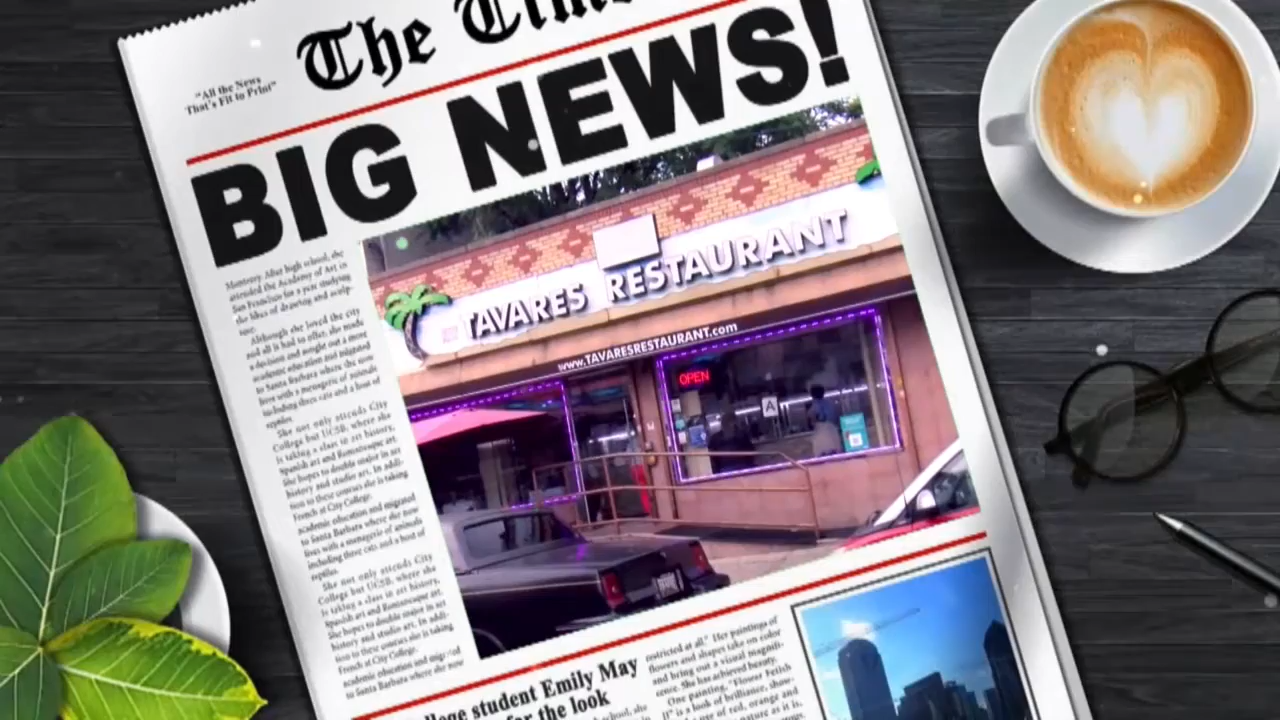 The Times
"All the News
That's Fit to Print"
BIG NEWS!
TAVARES RESTAURANT
www.TAVARESRESTAURANT.com
OPEN
A
Monterey. After high school, she
attended the Academy of Art in
San Francisco for a year studying
the likes of drawing and sculp-
ture.
Although she loved the city
and all it had to offer, she made
a decision and sought out a more
academic education and migrated
to Santa Barbara where she now
lives with a menagerie of animals
including three cats and a host of
reptiles.
She not only attends City
College but UCSB, where she
is taking a class in art history,
Spanish art and Romanesque art.
She hopes to double major in art
history and studio art. In addi-
tion to these courses she is taking
French at City College.
academic education and migrated
to Santa Barbara where she now
lives with a menagerie of animals
including three cats and a host of
reptiles.
She not only attends City
College but UCSB, where she
is taking a class in art history,
Spanish art and Romanesque art.
She hopes to double major in art
history and studio art. In addi-
tion to these courses she is taking
French at City College.
academic education and migrated
to Santa Barbara where she now
college student Emily May
for the look
school, she
restricted at all." Her paintings of
flowers and shapes take on color
and bring out a visual magnifi-
cence. She has achieved beauty.
One painting, "Flower Fetish
II" is a look of brilliance, show-
of red, orange and
nature as it is.